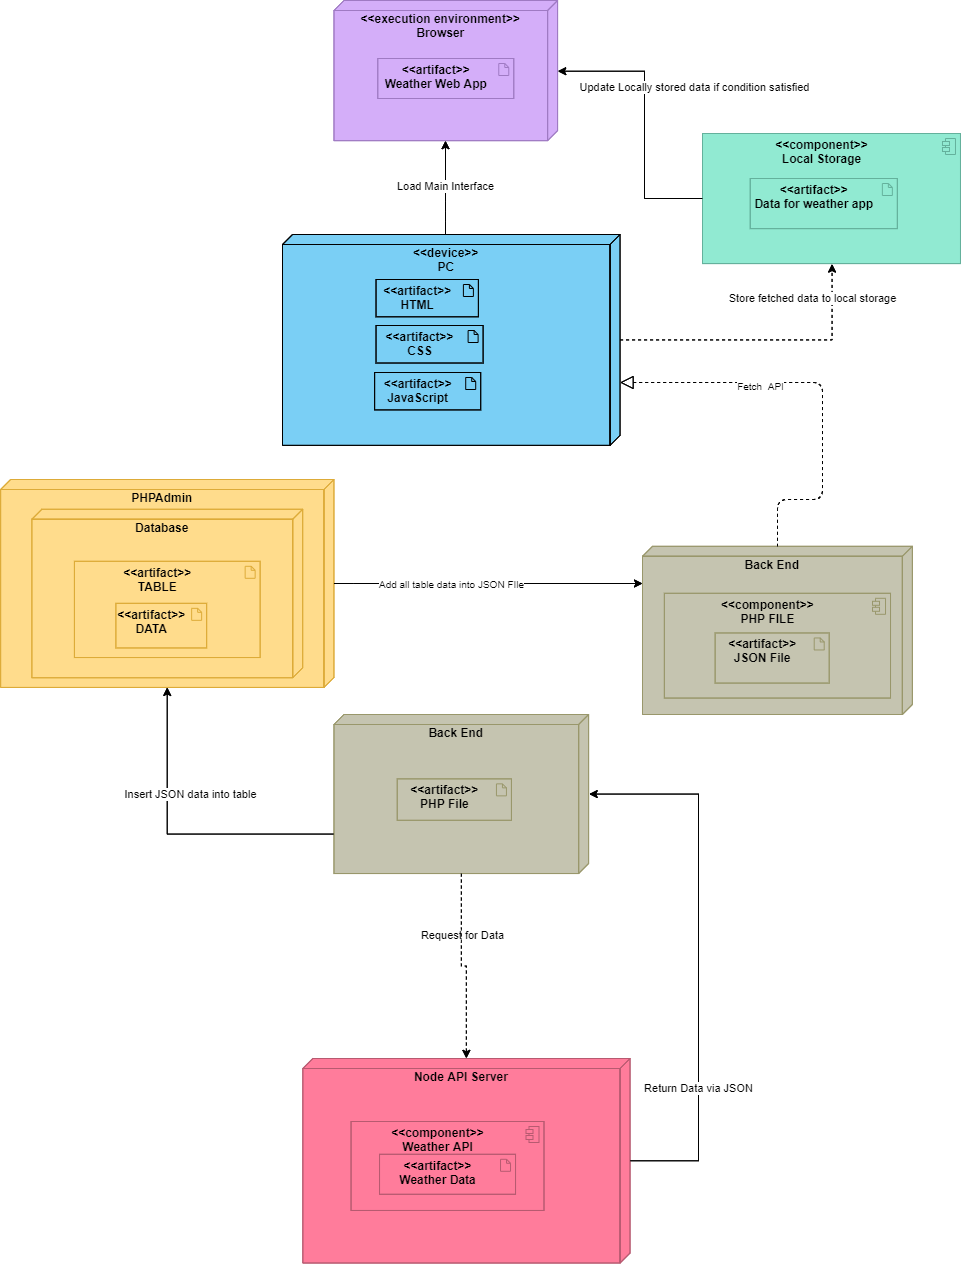 <<execution environment>>
Browser
<<artifact>>
Weather Web App
Update Locally stored data if condition satisfied
<<component>>
Local Storage
<<artifact>>
Data for weather app
Load Main Interface
<<device>>
PC
<<artifact>>
HTML
<<artifact>>
CSS
<<artifact>>
JavaScript
Store fetched data to local storage
Fetch API
PHPAdmin
Database
<<artifact>>
TABLE
<<artifact>>
DATA
Add all table data into JSON FIle
Back End
<<component>>
PHP FILE
<<artifact>>
JSON File
Back End
<<artifact>>
PHP File
Insert JSON data into table
Request for Data
Node API Server
<<component>>
Weather API
<<artifact>>
Weather Data
Return Data via JSON